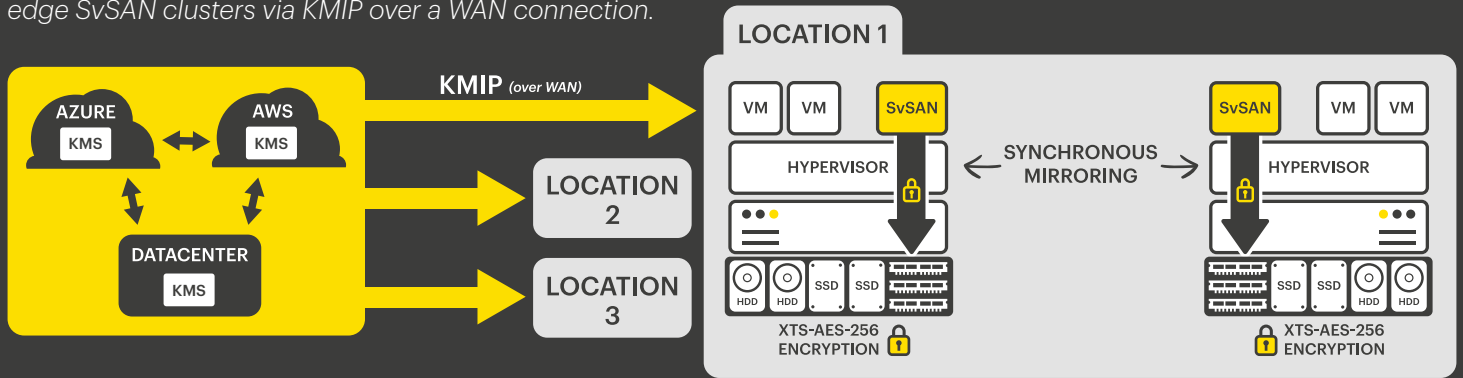 edge SvSAN clusters via KMIP over a WAN connection.
LOCATION 1
AZURE
KMS
AWS
KMS
DATACENTER
KMS
KMIP (over WAN)
LOCATION
2
LOCATION
3
VM
VM
SvSAN
HYPERVISOR
HDD
HDD
SSD
SSD
XTS-AES-256
ENCRYPTION
SYNCHRONOUS
MIRRORING
SvSAN
VM
VM
HYPERVISOR
SSD
SSD
HDD
HDD
XTS-AES-256
ENCRYPTION